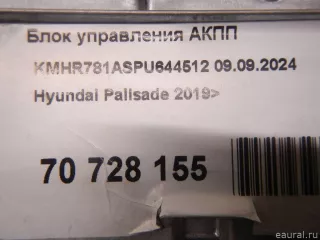 Блок управления АКПП
KMHR781ASPU644512 09.09.2024
Hyundai Palisade 2019>
70 728 155
eaural.ru